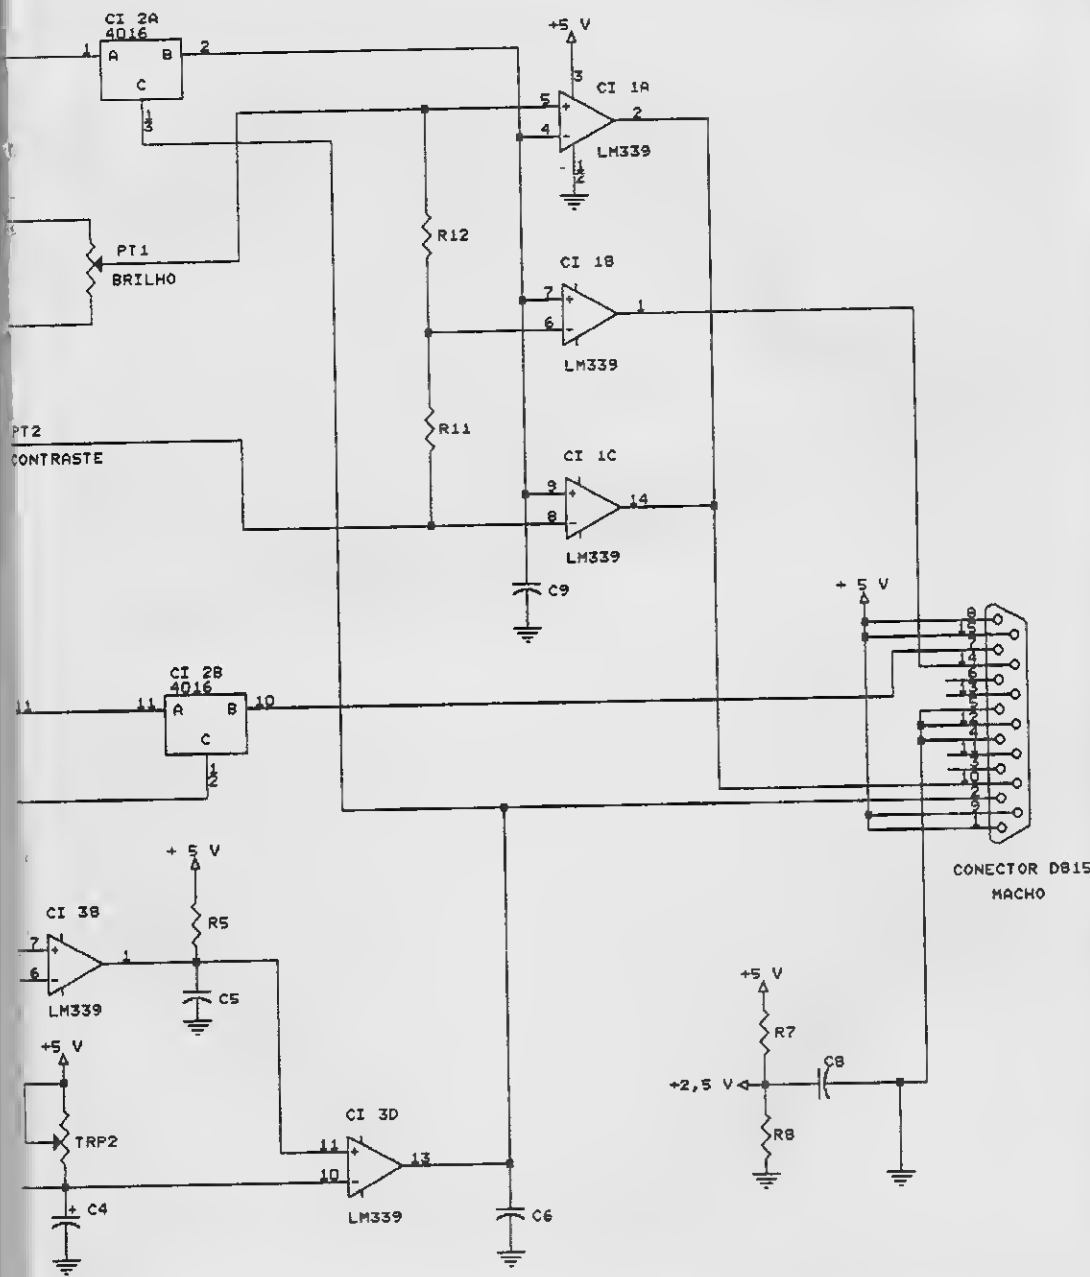 CI 2A
4016
1 A B 2
C
13
+5 V
3
CI 1A
5 +
4 -
2
LM339
12
PT1
BRILHO
R12
CI 1B
7 +
6 -
1
LM339
R11
PT2
CONTRASTE
CI 1C
9 +
8 -
14
LM339
C9
+ 5 V
8
15
7
14
6
13
5
12
4
11
3
10
2
9
1
CONECTOR DB15
MACHO
CI 2B
4016
11 11 A B 10
C
12
+ 5 V
R5
CI 3B
7 +
6 -
1
LM339
C5
+5 V
TRP2
C4
+
CI 3D
11 +
10 -
13
LM339
C6
+5 V
R7
+2,5 V
C8
R8